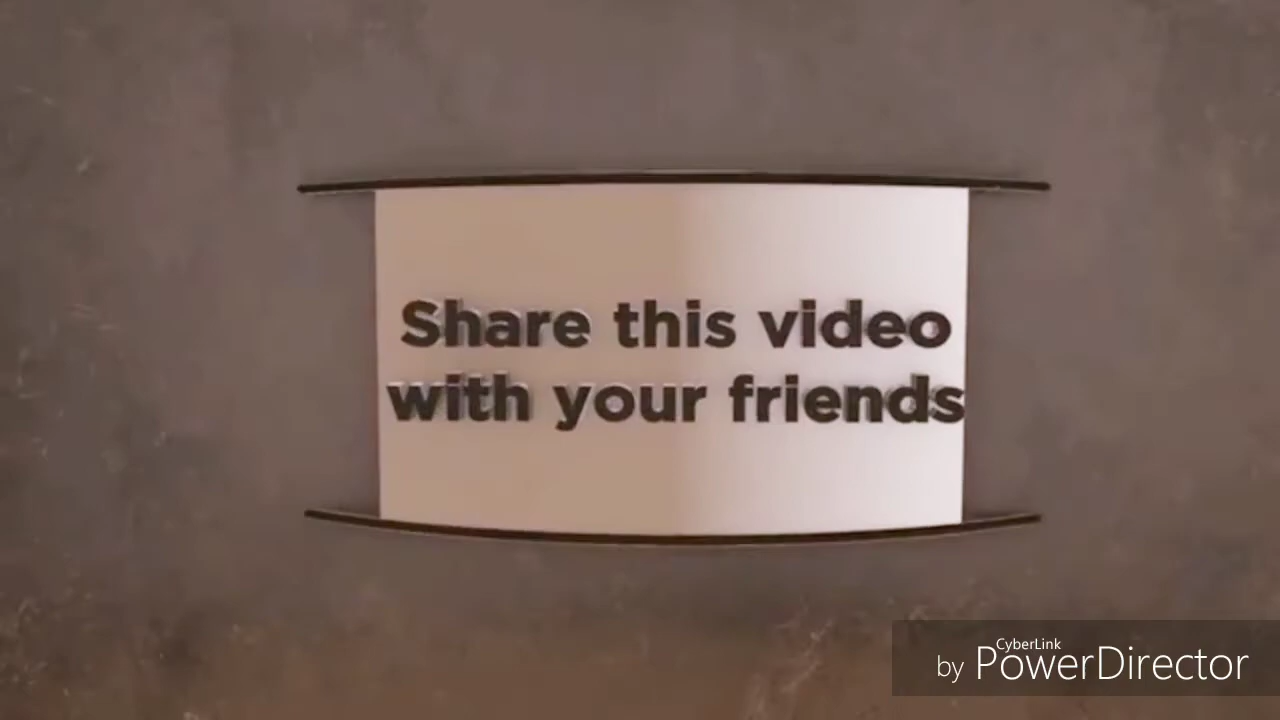 Share this video
with your friends
CyberLink
by PowerDirector